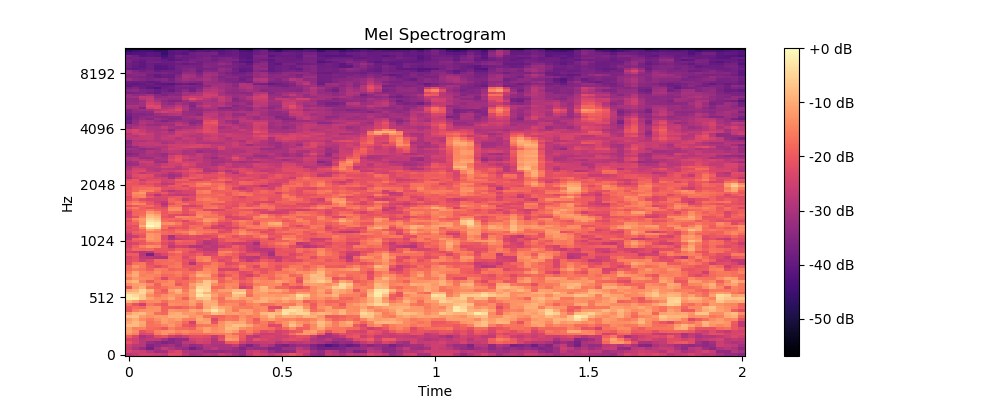 Mel Spectrogram
Hz
8192
4096
2048
1024
512
0
0 0.5 1 1.5 2
Time
+0 dB
-10 dB
-20 dB
-30 dB
-40 dB
-50 dB